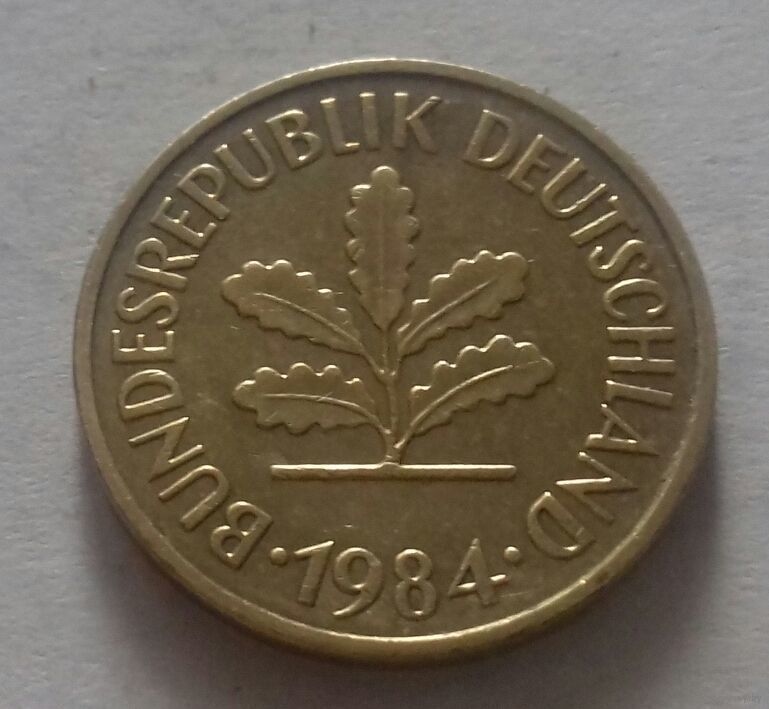 BUNDESREPUBLIK DEUTSCHLAND
·1984·